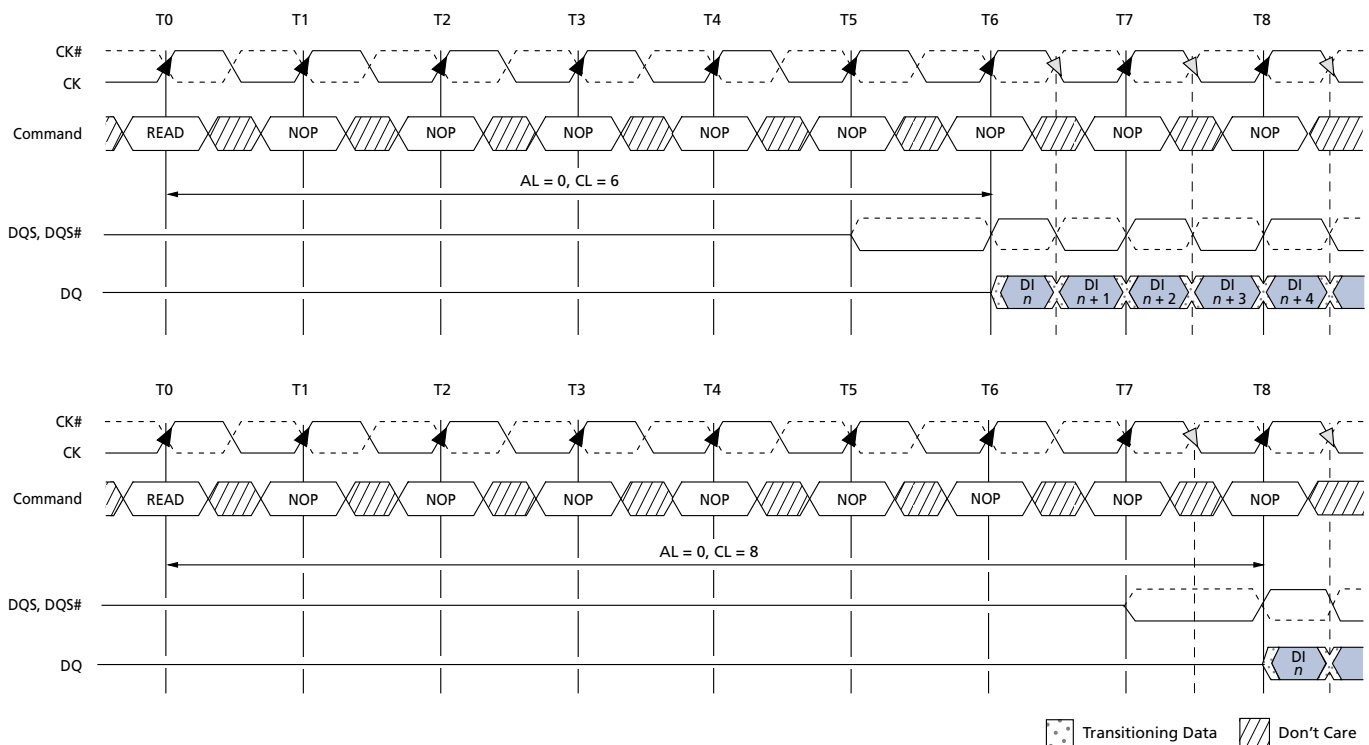 T0 T1 T2 T3 T4 T5 T6 T7 T8
CK#
CK
Command READ NOP NOP NOP NOP NOP NOP NOP NOP
AL = 0, CL = 6
DQS, DQS#
DQ DI n DI n + 1 DI n + 2 DI n + 3 DI n + 4
T0 T1 T2 T3 T4 T5 T6 T7 T8
CK#
CK
Command READ NOP NOP NOP NOP NOP NOP NOP NOP
AL = 0, CL = 8
DQS, DQS#
DQ DI n
Transitioning Data Don't Care